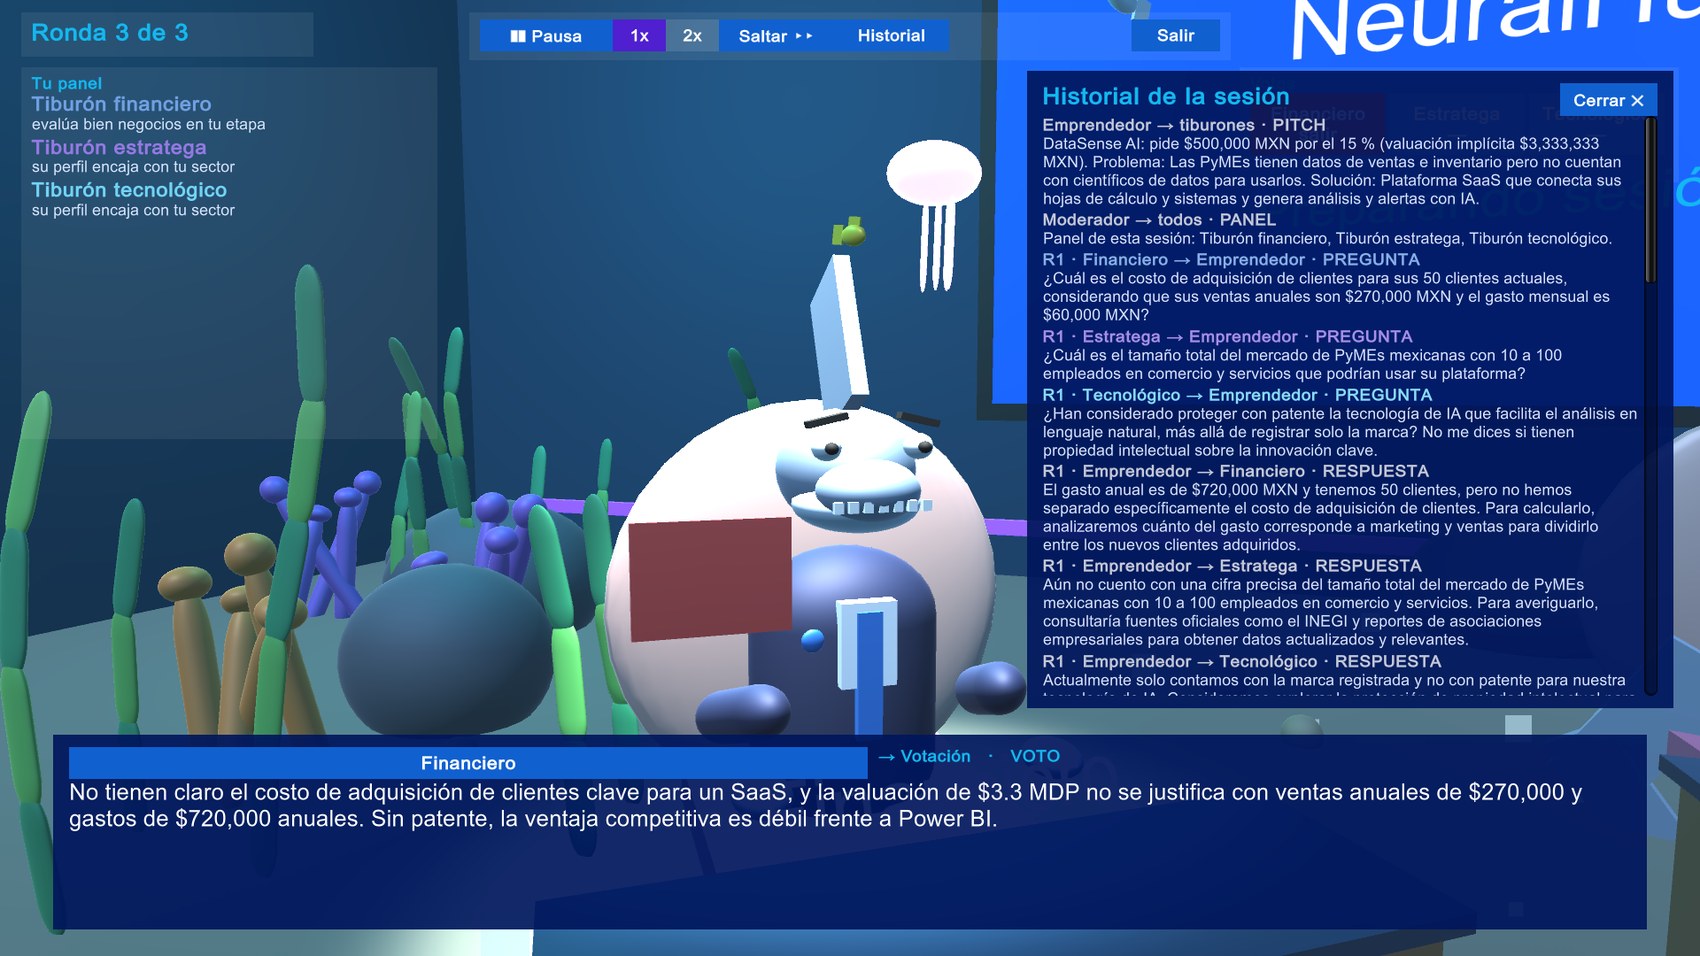 Ronda 3 de 3
Pausa
1x
2x
Saltar
Historial
Salir
Tu panel
Tiburón financiero
evalúa bien negocios en tu etapa
Tiburón estratega
su perfil encaja con tu sector
Tiburón tecnológico
su perfil encaja con tu sector
Historial de la sesión
Cerrar ✕
Emprendedor → tiburones · PITCH
DataSense AI: pide $500,000 MXN por el 15 % (valuación implícita $3,333,333
MXN). Problema: Las PyMEs tienen datos de ventas e inventario pero no cuentan
con científicos de datos para usarlos. Solución: Plataforma SaaS que conecta sus
hojas de cálculo y sistemas y genera análisis y alertas con IA.
Moderador → todos · PANEL
Panel de esta sesión: Tiburón financiero, Tiburón estratega, Tiburón tecnológico.
R1 · Financiero → Emprendedor · PREGUNTA
¿Cuál es el costo de adquisición de clientes para sus 50 clientes actuales,
considerando que sus ventas anuales son $270,000 MXN y el gasto mensual es
$60,000 MXN?
R1 · Estratega → Emprendedor · PREGUNTA
¿Cuál es el tamaño total del mercado de PyMEs mexicanas con 10 a 100
empleados en comercio y servicios que podrían usar su plataforma?
R1 · Tecnológico → Emprendedor · PREGUNTA
¿Han considerado proteger con patente la tecnología de IA que facilita el análisis en
lenguaje natural, más allá de registrar solo la marca? No me dices si tienen
propiedad intelectual sobre la innovación clave.
R1 · Emprendedor → Financiero · RESPUESTA
El gasto anual es de $720,000 MXN y tenemos 50 clientes, pero no hemos
separado específicamente el costo de adquisición de clientes. Para calcularlo,
analizaremos cuánto del gasto corresponde a marketing y ventas para dividirlo
entre los nuevos clientes adquiridos.
R1 · Emprendedor → Estratega · RESPUESTA
Aún no cuento con una cifra precisa del tamaño total del mercado de PyMEs
mexicanas con 10 a 100 empleados en comercio y servicios. Para averiguarlo,
consultaría fuentes oficiales como el INEGI y reportes de asociaciones
empresariales para obtener datos actualizados y relevantes.
R1 · Emprendedor → Tecnológico · RESPUESTA
Actualmente solo contamos con la marca registrada y no con patente para nuestra
Financiero
→ Votación · VOTO
No tienen claro el costo de adquisición de clientes clave para un SaaS, y la valuación de $3.3 MDP no se justifica con ventas anuales de $270,000 y
gastos de $720,000 anuales. Sin patente, la ventaja competitiva es débil frente a Power BI.